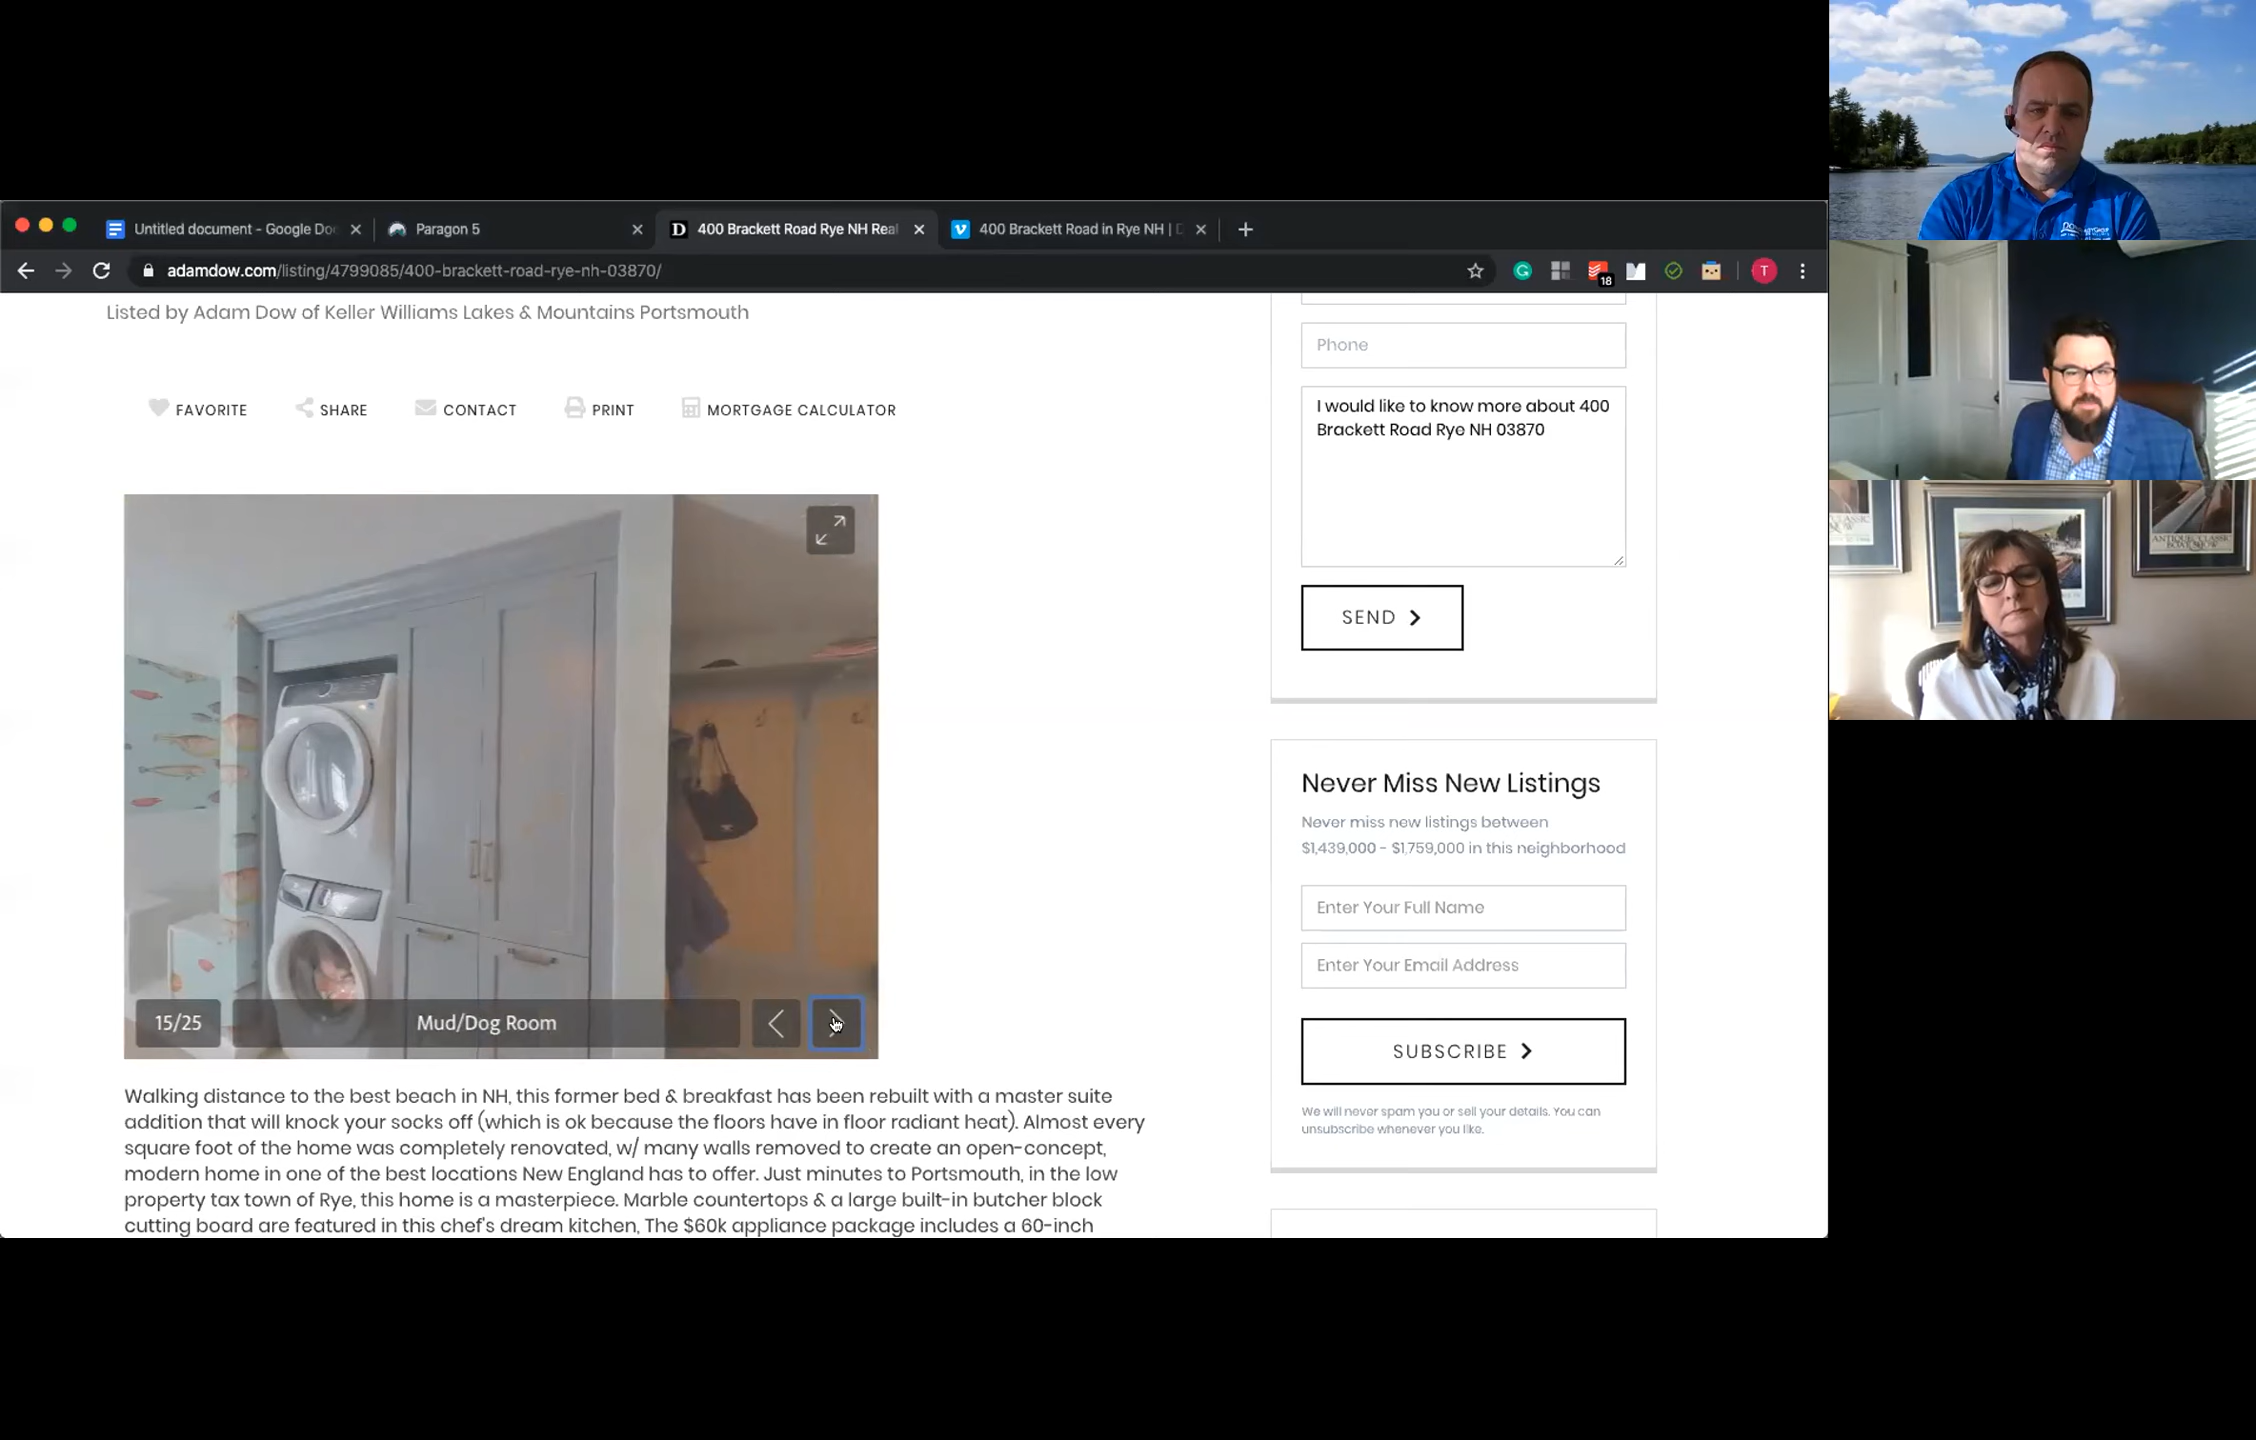 Untitled document - Google Do
Paragon 5
400 Brackett Road Rye NH Real
400 Brackett Road in Rye NH |
adamdow.com/listing/4799085/400-brackett-road-rye-nh-03870/
18
T
Listed by Adam Dow of Keller Williams Lakes & Mountains Portsmouth
FAVORITE
SHARE
CONTACT
PRINT
MORTGAGE CALCULATOR
15/25
Mud/Dog Room
Walking distance to the best beach in NH, this former bed & breakfast has been rebuilt with a master suite
addition that will knock your socks off (which is ok because the floors have in floor radiant heat). Almost every
square foot of the home was completely renovated, w/ many walls removed to create an open-concept,
modern home in one of the best locations New England has to offer. Just minutes to Portsmouth, in the low
property tax town of Rye, this home is a masterpiece. Marble countertops & a large built-in butcher block
cutting board are featured in this chef's dream kitchen, The $60k appliance package includes a 60-inch
Phone
I would like to know more about 400
Brackett Road Rye NH 03870
SEND
Never Miss New Listings
Never miss new listings between
$1,439,000 - $1,759,000 in this neighborhood
Enter Your Full Name
Enter Your Email Address
SUBSCRIBE
We will never spam you or sell your details. You can
unsubscribe whenever you like.
ANTIQUE & CLASSIC
BOAT SHOW